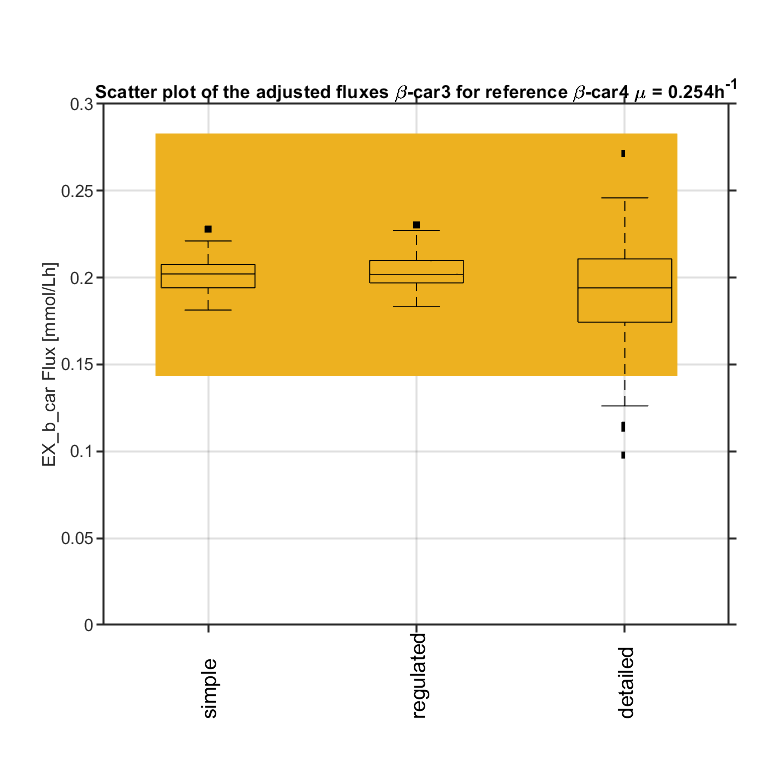 Scatter plot of the adjusted fluxes β-car3 for reference β-car4 μ = 0.254h⁻¹
0.3
0.25
0.2
0.15
0.1
0.05
0
EX_b_car Flux [mmol/Lh]
simple
regulated
detailed